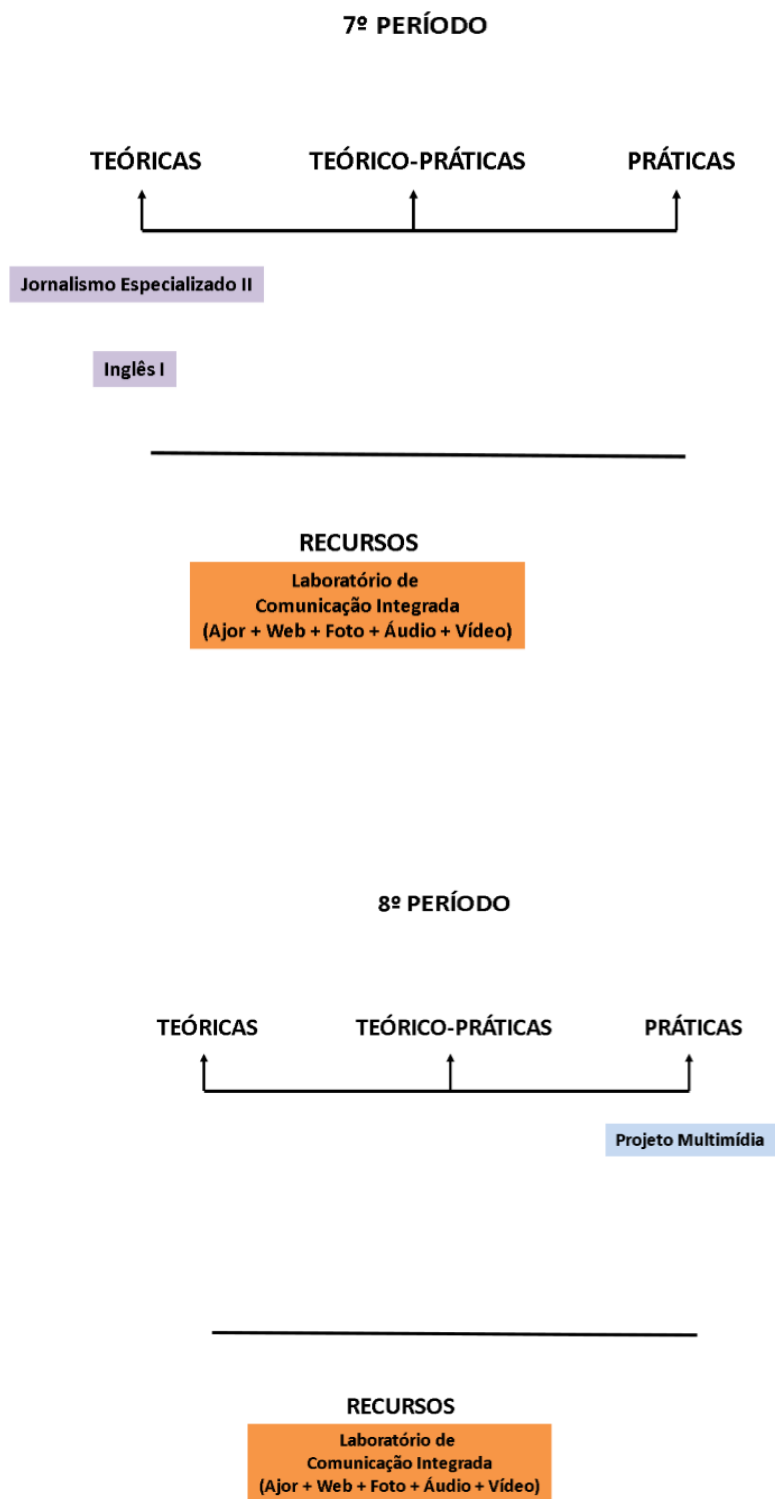 7º PERÍODO
TEÓRICAS TEÓRICO-PRÁTICAS PRÁTICAS
Jornalismo Especializado II
Inglês I
RECURSOS
Laboratório de
Comunicação Integrada
(Ajor + Web + Foto + Áudio + Vídeo)
8º PERÍODO
TEÓRICAS TEÓRICO-PRÁTICAS PRÁTICAS
Projeto Multimídia
RECURSOS
Laboratório de
Comunicação Integrada
(Ajor + Web + Foto + Áudio + Vídeo)